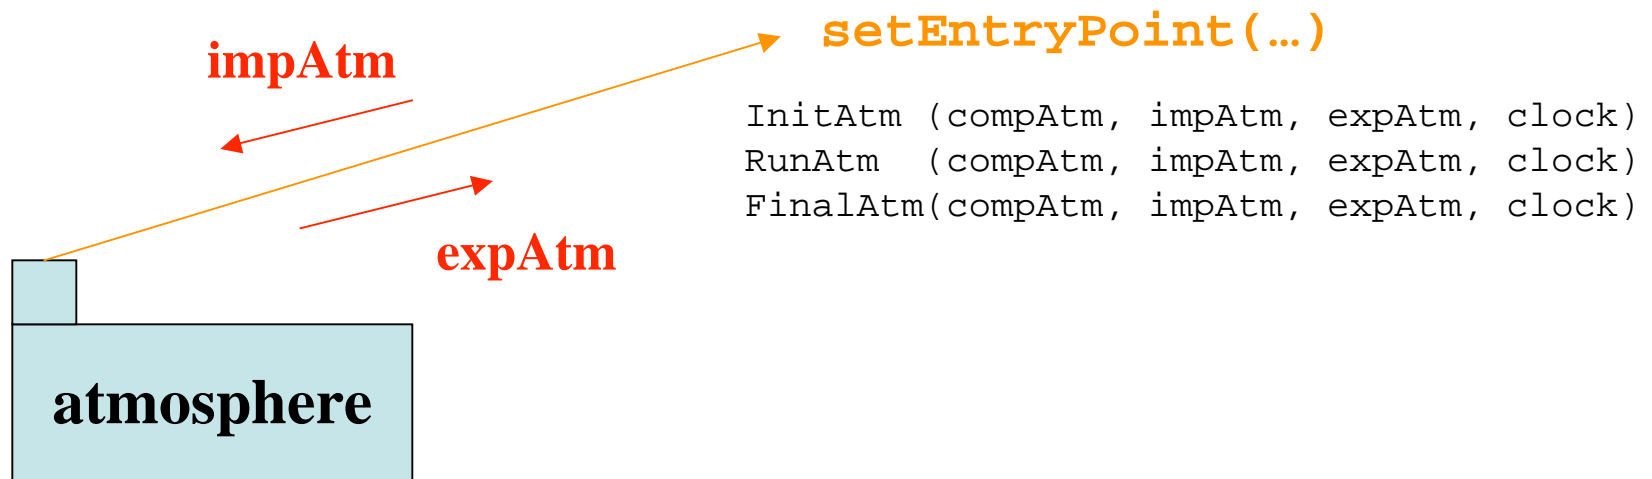 setEntryPoint(…)
impAtm
InitAtm (compAtm, impAtm, expAtm, clock)
RunAtm  (compAtm, impAtm, expAtm, clock)
FinalAtm(compAtm, impAtm, expAtm, clock)
expAtm
atmosphere